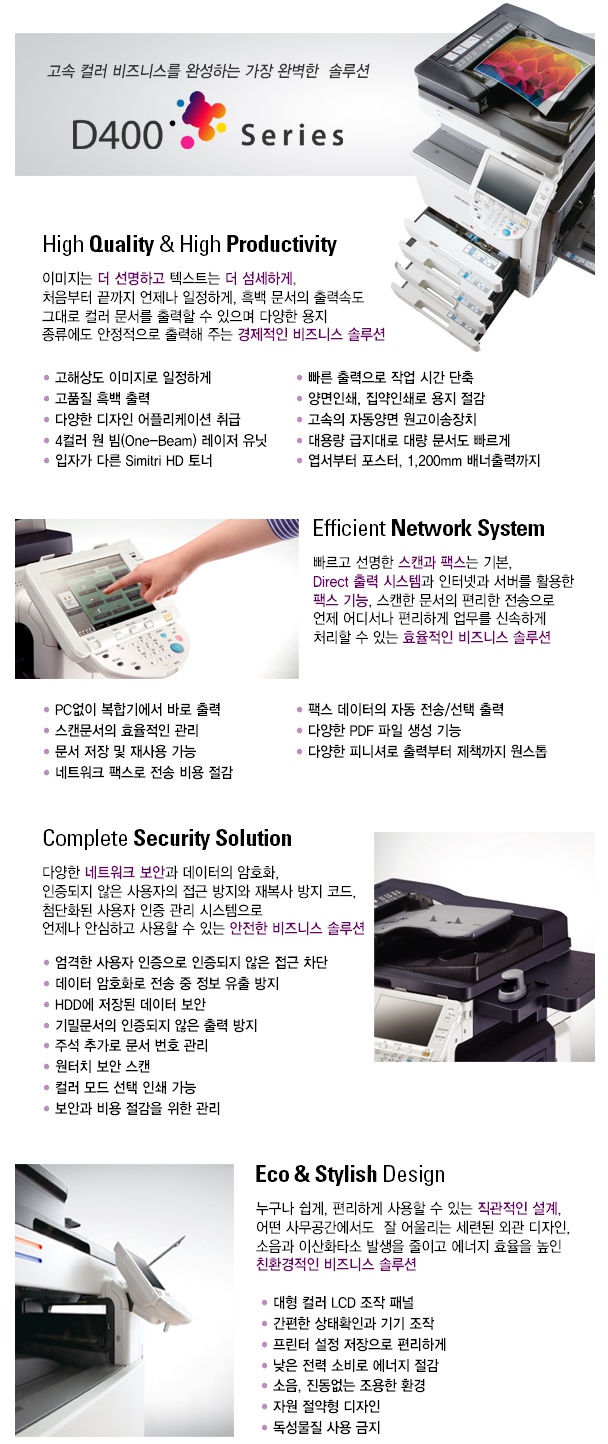 고속 컬러 비즈니스를 완성하는 가장 완벽한 솔루션
D400 Series
High Quality & High Productivity
이미지는 더 선명하고 텍스트는 더 섬세하게,
처음부터 끝까지 언제나 일정하게, 흑백 문서의 출력속도
그대로 컬러 문서를 출력할 수 있으며 다양한 용지
종류에도 안정적으로 출력해 주는 경제적인 비즈니스 솔루션
• 고해상도 이미지로 일정하게
• 고품질 흑백 출력
• 다양한 디자인 어플리케이션 취급
• 4컬러 원 빔(One-Beam) 레이저 유닛
• 입자가 다른 Simitri HD 토너
• 빠른 출력으로 작업 시간 단축
• 양면인쇄, 집약인쇄로 용지 절감
• 고속의 자동양면 원고이송장치
• 대용량 급지대로 대량 문서도 빠르게
• 엽서부터 포스터, 1,200mm 배너출력까지
Efficient Network System
빠르고 선명한 스캔과 팩스는 기본,
Direct 출력 시스템과 인터넷과 서버를 활용한
팩스 기능, 스캔한 문서의 편리한 전송으로
언제 어디서나 편리하게 업무를 신속하게
처리할 수 있는 효율적인 비즈니스 솔루션
• PC없이 복합기에서 바로 출력
• 스캔문서의 효율적인 관리
• 문서 저장 및 재사용 가능
• 네트워크 팩스로 전송 비용 절감
• 팩스 데이터의 자동 전송/선택 출력
• 다양한 PDF 파일 생성 기능
• 다양한 피니셔로 출력부터 제책까지 원스톱
Complete Security Solution
다양한 네트워크 보안과 데이터의 암호화,
인증되지 않은 사용자의 접근 방지와 재복사 방지 코드,
첨단화된 사용자 인증 관리 시스템으로
언제나 안심하고 사용할 수 있는 안전한 비즈니스 솔루션
• 엄격한 사용자 인증으로 인증되지 않은 접근 차단
• 데이터 암호화로 전송 중 정보 유출 방지
• HDD에 저장된 데이터 보안
• 기밀문서의 인증되지 않은 출력 방지
• 주석 추가로 문서 번호 관리
• 원터치 보안 스캔
• 컬러 모드 선택 인쇄 가능
• 보안과 비용 절감을 위한 관리
Eco & Stylish Design
누구나 쉽게, 편리하게 사용할 수 있는 직관적인 설계,
어떤 사무공간에서도 잘 어울리는 세련된 외관 디자인,
소음과 이산화타소 발생을 줄이고 에너지 효율을 높인
친환경적인 비즈니스 솔루션
• 대형 컬러 LCD 조작 패널
• 간편한 상태확인과 기기 조작
• 프린터 설정 저장으로 편리하게
• 낮은 전력 소비로 에너지 절감
• 소음, 진동없는 조용한 환경
• 자원 절약형 디자인
• 독성물질 사용 금지